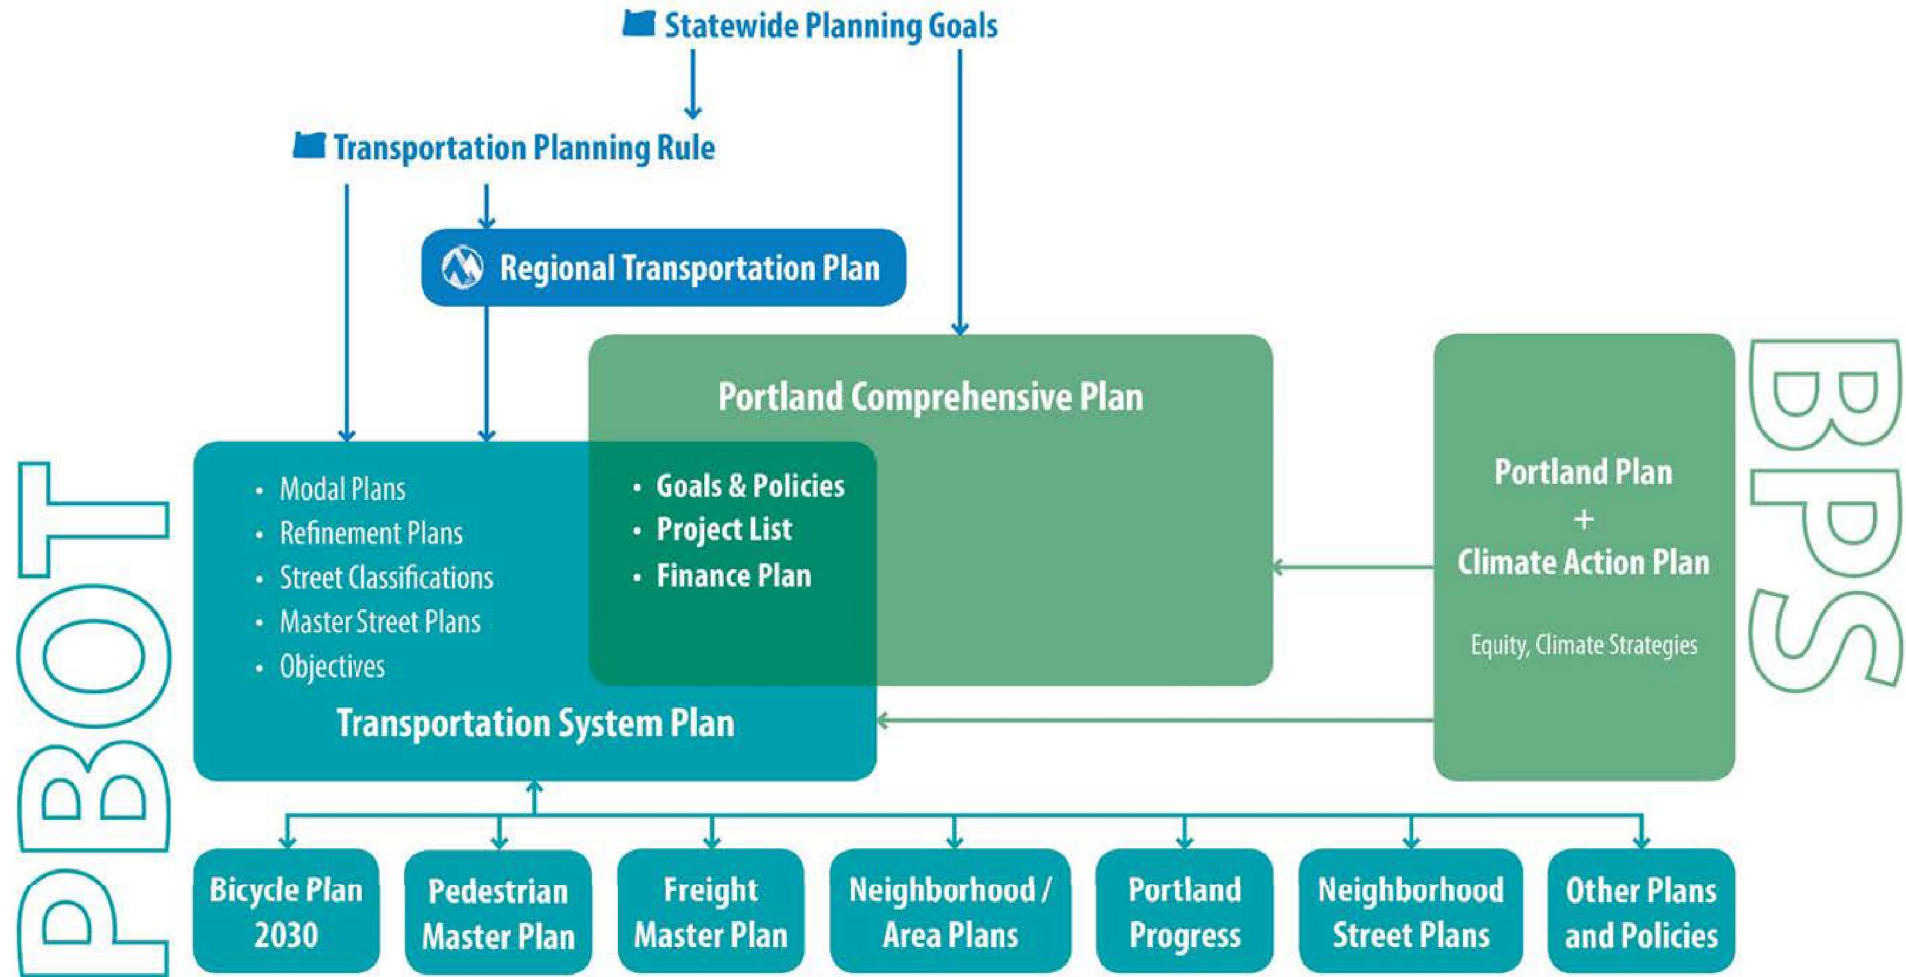 Statewide Planning Goals
Transportation Planning Rule
Regional Transportation Plan
Portland Comprehensive Plan
• Modal Plans
• Refinement Plans
• Street Classifications
• Master Street Plans
• Objectives
• Goals & Policies
• Project List
• Finance Plan
Transportation System Plan
Portland Plan
+
Climate Action Plan
Equity, Climate Strategies
PBOT
BPS
Bicycle Plan
2030
Pedestrian
Master Plan
Freight
Master Plan
Neighborhood /
Area Plans
Portland
Progress
Neighborhood
Street Plans
Other Plans
and Policies